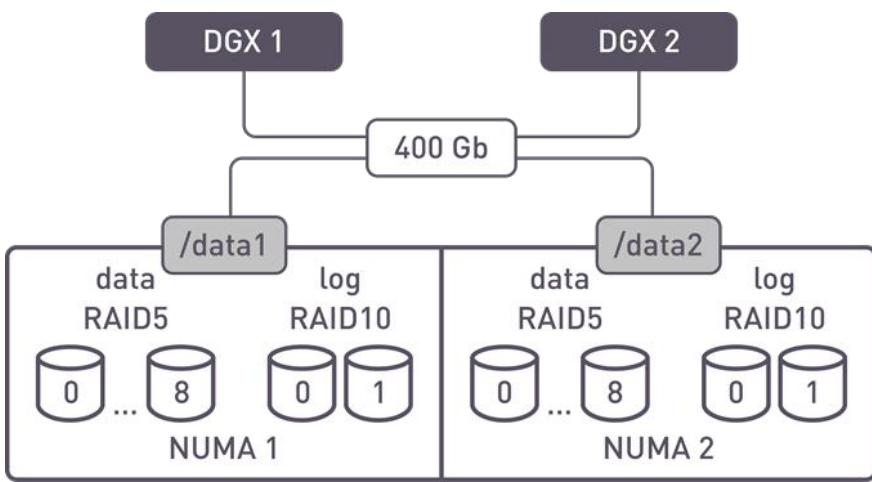 DGX 1
DGX 2
400 Gb
/data1
/data2
data
RAID5
log
RAID10
0 ... 8
0 1
NUMA 1
data
RAID5
log
RAID10
0 ... 8
0 1
NUMA 2